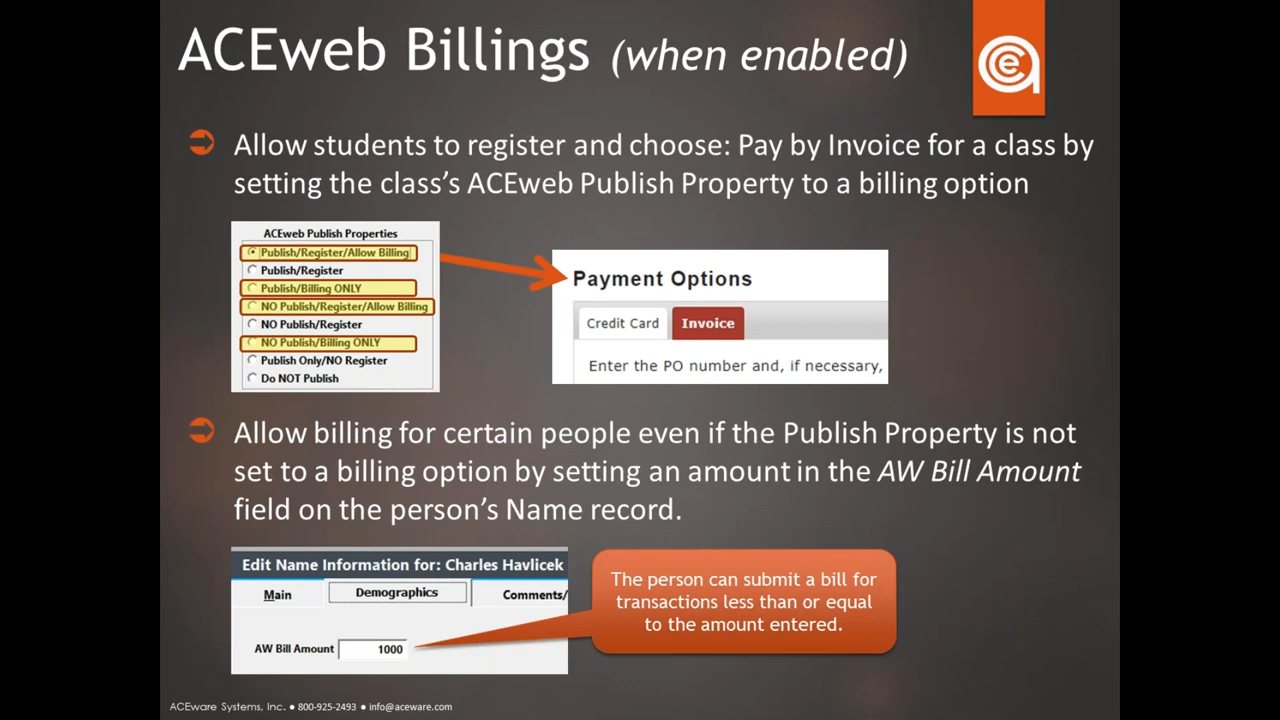 ACEweb Billings (when enabled)
Allow students to register and choose: Pay by Invoice for a class by
setting the class's ACEweb Publish Property to a billing option
ACEweb Publish Properties
Publish/Register/Allow Billing
Publish/Register
Publish/Billing ONLY
NO Publish/Register/Allow Billing
NO Publish/Register
NO Publish/Billing ONLY
Publish Only/NO Register
Do NOT Publish
Payment Options
Credit Card Invoice
Enter the PO number and, if necessary,
Allow billing for certain people even if the Publish Property is not
set to a billing option by setting an amount in the AW Bill Amount
field on the person's Name record.
Edit Name Information for: Charles Havlicek
Main Demographics Comments/
AW Bill Amount 1000
The person can submit a bill for
transactions less than or equal
to the amount entered.
ACEware Systems, Inc. ● 800-925-2493 ● info@aceware.com